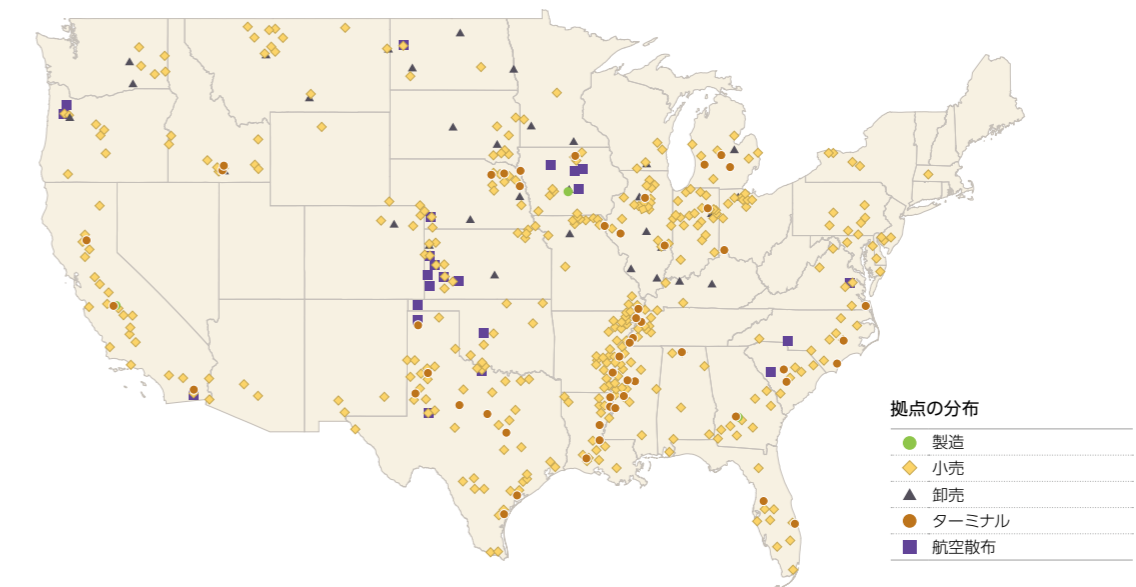 拠点の分布
製造
小売
卸売
ターミナル
航空散布